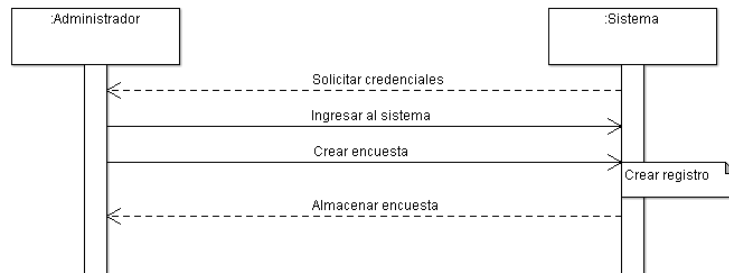 :Administrador
:Sistema
Solicitar credenciales
Ingresar al sistema
Crear encuesta
Crear registro
Almacenar encuesta